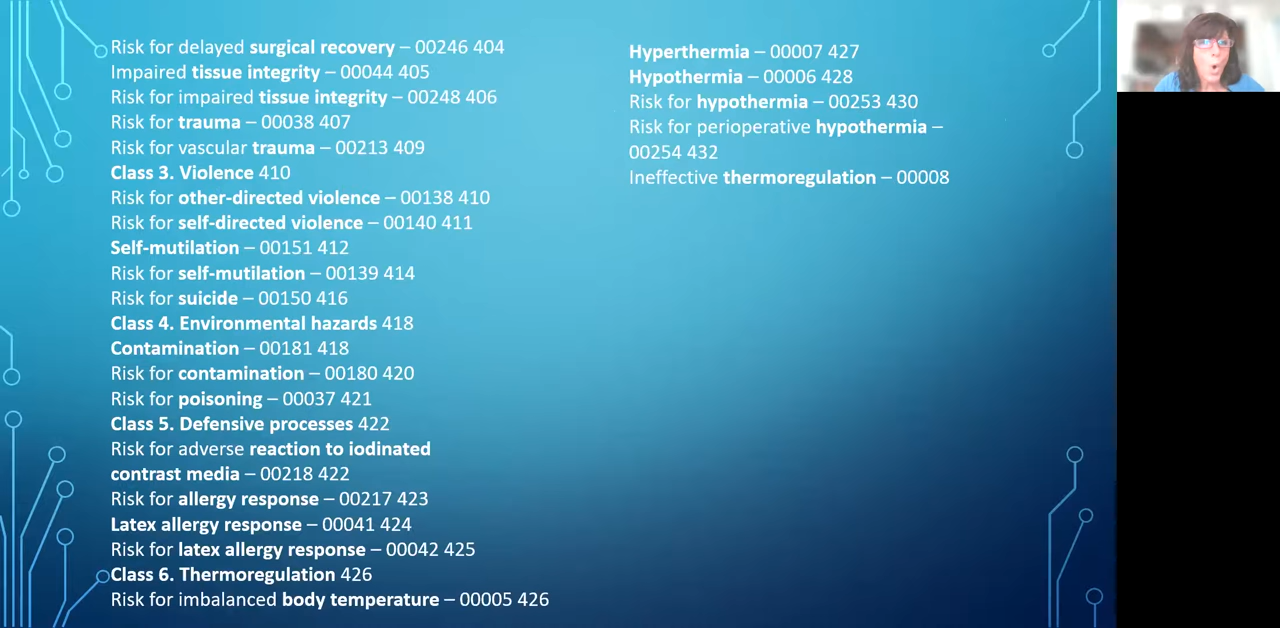 Risk for delayed surgical recovery – 00246 404
Impaired tissue integrity – 00044 405
Risk for impaired tissue integrity – 00248 406
Risk for trauma – 00038 407
Risk for vascular trauma – 00213 409
Class 3. Violence 410
Risk for other-directed violence – 00138 410
Risk for self-directed violence – 00140 411
Self-mutilation – 00151 412
Risk for self-mutilation – 00139 414
Risk for suicide – 00150 416
Class 4. Environmental hazards 418
Contamination – 00181 418
Risk for contamination – 00180 420
Risk for poisoning – 00037 421
Class 5. Defensive processes 422
Risk for adverse reaction to iodinated
contrast media – 00218 422
Risk for allergy response – 00217 423
Latex allergy response – 00041 424
Risk for latex allergy response – 00042 425
Class 6. Thermoregulation 426
Risk for imbalanced body temperature – 00005 426
Hyperthermia – 00007 427
Hypothermia – 00006 428
Risk for hypothermia – 00253 430
Risk for perioperative hypothermia –
00254 432
Ineffective thermoregulation – 00008